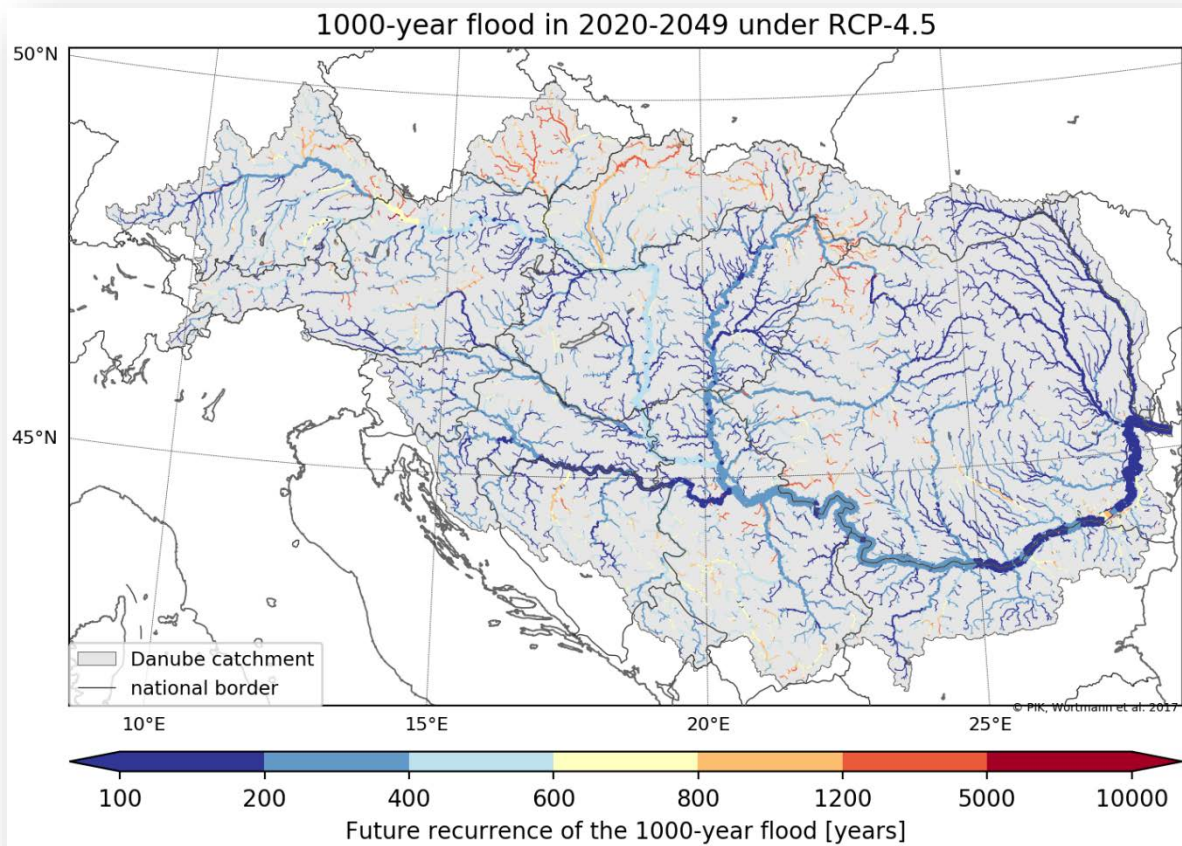 1000-year flood in 2020-2049 under RCP-4.5
50°N
45°N
Danube catchment
national border
© PIK, Wortmann et al. 2017
10°E 15°E 20°E 25°E
100 200 400 600 800 1200 5000 10000
Future recurrence of the 1000-year flood [years]